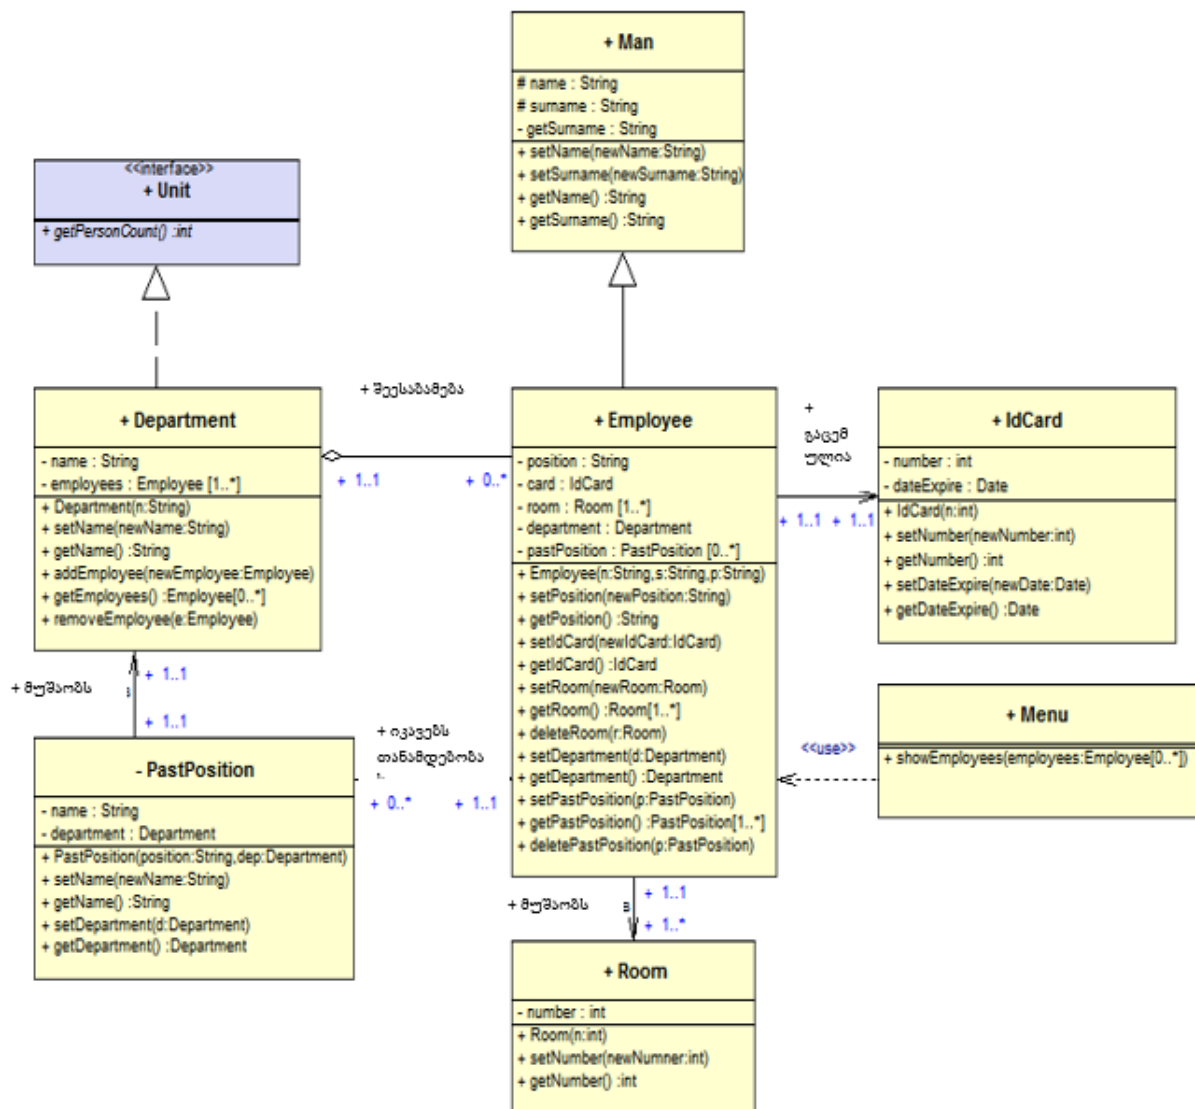 + Man
# name : String
# surname : String
- getSurname : String
+ setName(newName:String)
+ setSurname(newSurname:String)
+ getName() :String
+ getSurname() :String
<<interface>>
+ Unit
+ getPersonCount() :int
+ შეესაბამება
+ Department
- name : String
- employees : Employee [1..*]
+ Department(n:String)
+ setName(newName:String)
+ getName() :String
+ addEmployee(newEmployee:Employee)
+ getEmployees() :Employee[0..*]
+ removeEmployee(e:Employee)
+ 1..1
+ 0..*
+ Employee
- position : String
- card : IdCard
- room : Room [1..*]
- department : Department
- pastPosition : PastPosition [0..*]
+ Employee(n:String,s:String,p:String)
+ setPosition(newPosition:String)
+ getPosition() :String
+ setIdCard(newIdCard:IdCard)
+ getIdCard() :IdCard
+ setRoom(newRoom:Room)
+ getRoom() :Room[1..*]
+ deleteRoom(r:Room)
+ setDepartment(d:Department)
+ getDepartment() :Department
+ setPastPosition(p:PastPosition)
+ getPastPosition() :PastPosition[1..*]
+ deletePastPosition(p:PastPosition)
+
გაცემ
ულია
+ 1..1 + 1..1
+ IdCard
- number : int
- dateExpire : Date
+ IdCard(n:int)
+ setNumber(newNumber:int)
+ getNumber() :int
+ setDateExpire(newDate:Date)
+ getDateExpire() :Date
+ მუშაობს
в
+ 1..1
+ 1..1
+ იკავებს
თანამდებობა
+ 0..*
+ 1..1
<<use>>
+ Menu
+ showEmployees(employees:Employee[0..*])
- PastPosition
- name : String
- department : Department
+ PastPosition(position:String,dep:Department)
+ setName(newName:String)
+ getName() :String
+ setDepartment(d:Department)
+ getDepartment() :Department
+ მუშაობს
в
+ 1..1
+ 1..*
+ Room
- number : int
+ Room(n:int)
+ setNumber(newNumner:int)
+ getNumber() :int